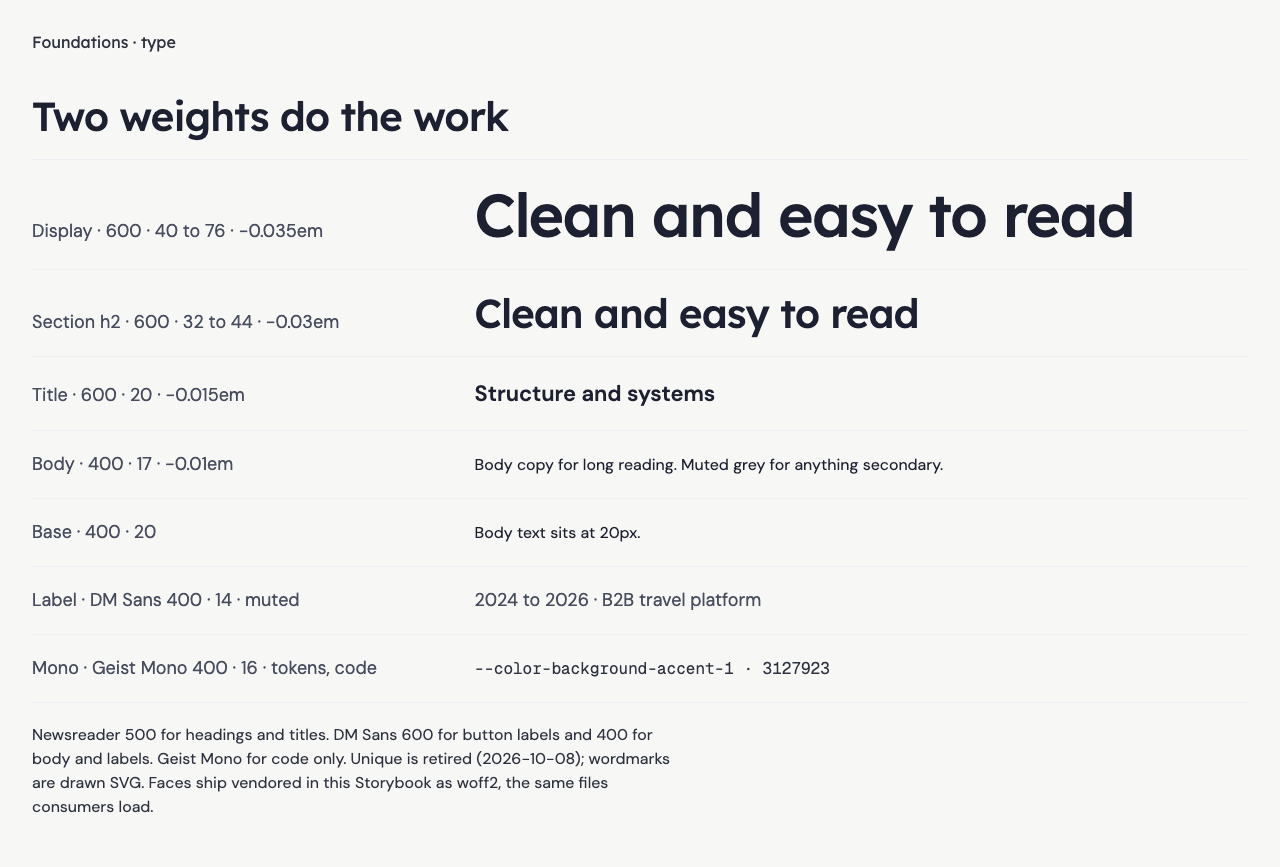 Foundations · type
Two weights do the work
Display · 600 · 40 to 76 · -0.035em
Clean and easy to read
Section h2 · 600 · 32 to 44 · -0.03em
Clean and easy to read
Title · 600 · 20 · -0.015em
Structure and systems
Body · 400 · 17 · -0.01em
Body copy for long reading. Muted grey for anything secondary.
Base · 400 · 20
Body text sits at 20px.
Label · DM Sans 400 · 14 · muted
2024 to 2026 · B2B travel platform
Mono · Geist Mono 400 · 16 · tokens, code
--color-background-accent-1 · 3127923
Newsreader 500 for headings and titles. DM Sans 600 for button labels and 400 for
body and labels. Geist Mono for code only. Unique is retired (2026-10-08); wordmarks
are drawn SVG. Faces ship vendored in this Storybook as woff2, the same files
consumers load.